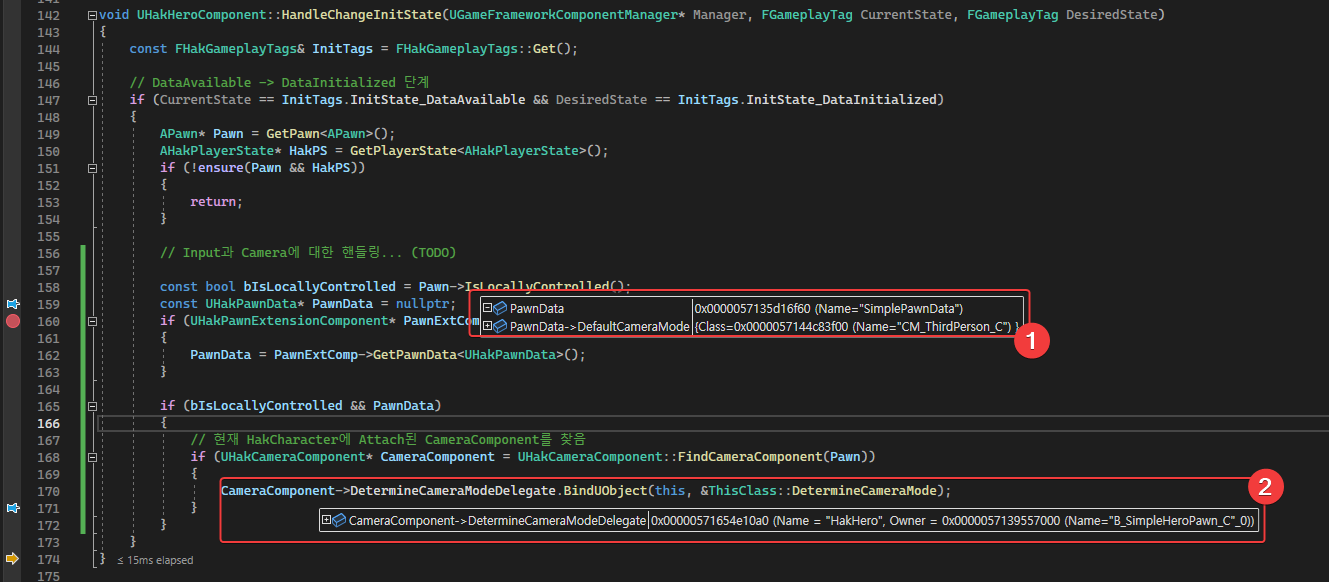 141
142 void UHakHeroComponent::HandleChangeInitState(UGameFrameworkComponentManager* Manager, FGameplayTag CurrentState, FGameplayTag DesiredState)
143 {
144 const FHakGameplayTags& InitTags = FHakGameplayTags::Get();
145
146 // DataAvailable -> DataInitialized 단계
147 if (CurrentState == InitTags.InitState_DataAvailable && DesiredState == InitTags.InitState_DataInitialized)
148 {
149 APawn* Pawn = GetPawn<APawn>();
150 AHakPlayerState* HakPS = GetPlayerState<AHakPlayerState>();
151 if (!ensure(Pawn && HakPS))
152 {
153 return;
154 }
155
156 // Input과 Camera에 대한 핸들링... (TODO)
157
158 const bool bIsLocallyControlled = Pawn->IsLocallyControlled();
159 const UHakPawnData* PawnData = nullptr;
PawnData 0x0000057135d16f60 (Name="SimplePawnData")
160 if (UHakPawnExtensionComponent* PawnExtCom
PawnData->DefaultCameraMode {Class=0x0000057144c83f00 (Name="CM_ThirdPerson_C") }
1
161 {
162 PawnData = PawnExtComp->GetPawnData<UHakPawnData>();
163 }
164
165 if (bIsLocallyControlled && PawnData)
166 {
167 // 현재 HakCharacter에 Attach된 CameraComponent를 찾음
168 if (UHakCameraComponent* CameraComponent = UHakCameraComponent::FindCameraComponent(Pawn))
169 {
170 CameraComponent->DetermineCameraModeDelegate.BindUObject(this, &ThisClass::DetermineCameraMode);
2
171 }
CameraComponent->DetermineCameraModeDelegate 0x00000571654e10a0 (Name = "HakHero", Owner = 0x0000057139557000 (Name="B_SimpleHeroPawn_C"_0))
172 }
173 }
174 } ≤ 15ms elapsed
175